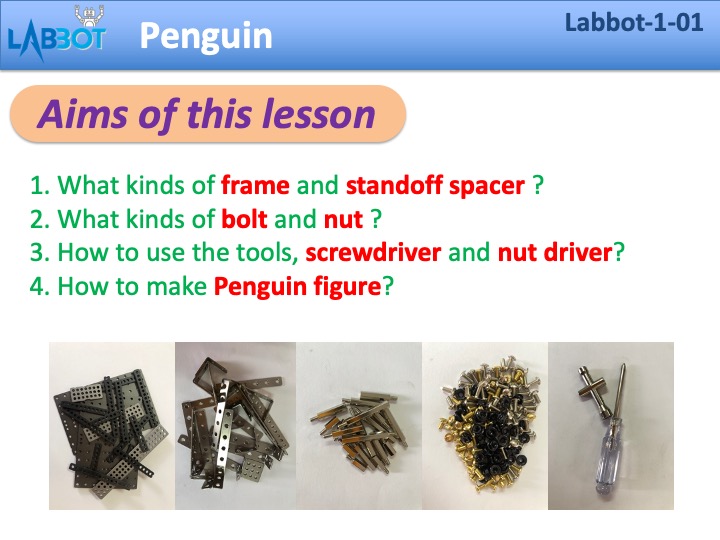 LABBOT
Penguin
Labbot-1-01
Aims of this lesson
1. What kinds of frame and standoff spacer ?
2. What kinds of bolt and nut ?
3. How to use the tools, screwdriver and nut driver?
4. How to make Penguin figure?